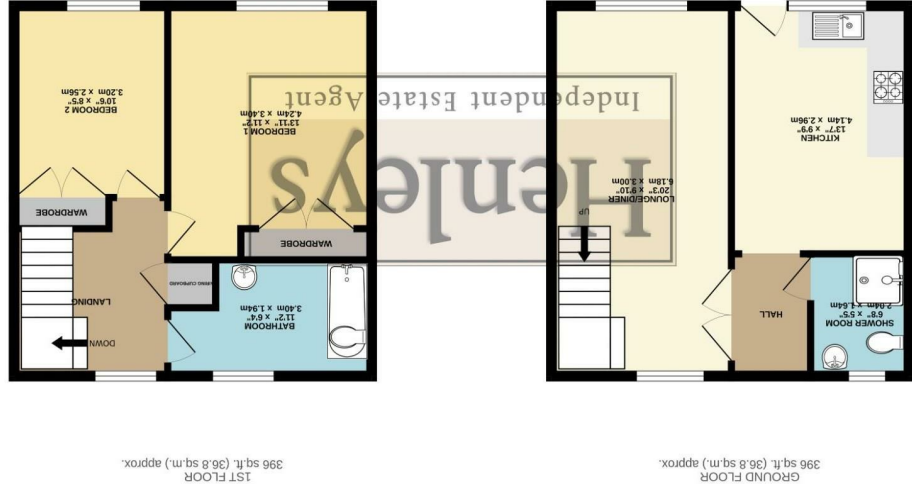 GROUND FLOOR
396 sq.ft. (36.8 sq.m.) approx.
SHOWER ROOM
6'8" x 5'5"
2.04m x 1.64m
HALL
KITCHEN
13'7" x 9'9"
4.14m x 2.96m
LOUNGE/DINER
20'3" x 9'10"
6.18m x 3.00m
UP
1ST FLOOR
396 sq.ft. (36.8 sq.m.) approx.
BATHROOM
11'2" x 6'4"
3.40m x 1.94m
DOWN
LANDING
AIRING CUPBOARD
WARDROBE
WARDROBE
BEDROOM 1
13'11" x 11'2"
4.24m x 3.40m
BEDROOM 2
10'6" x 8'5"
3.20m x 2.56m
Henleys
Independent Estate Agent